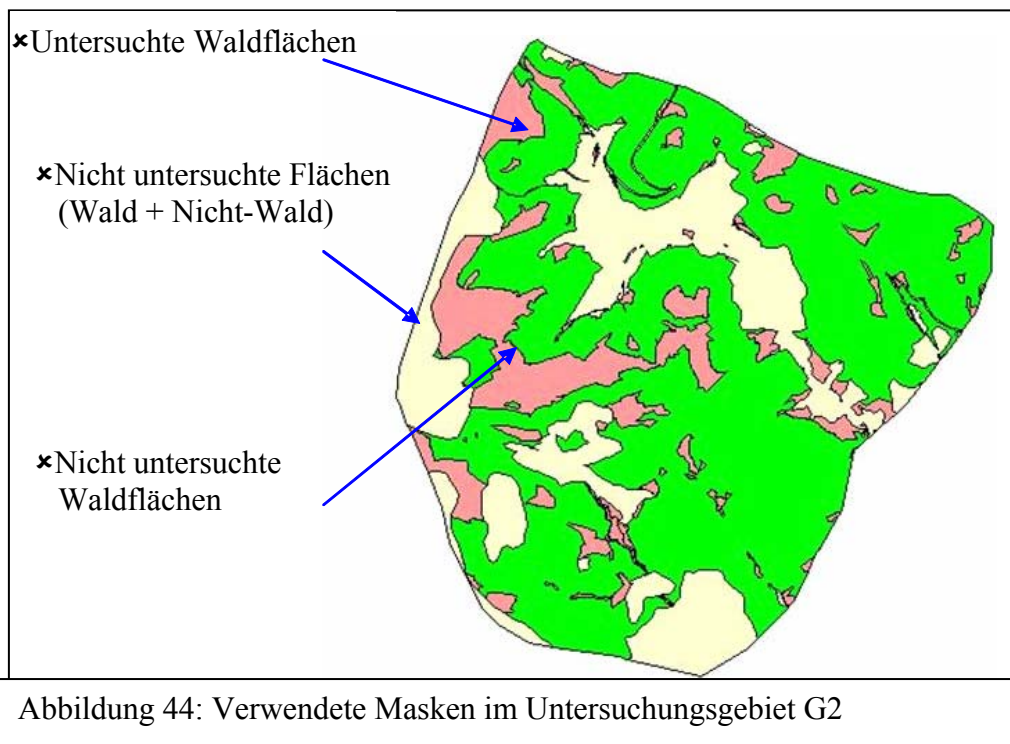 ×Untersuchte Waldflächen
×Nicht untersuchte Flächen
(Wald + Nicht-Wald)
×Nicht untersuchte
Waldflächen
Abbildung 44: Verwendete Masken im Untersuchungsgebiet G2